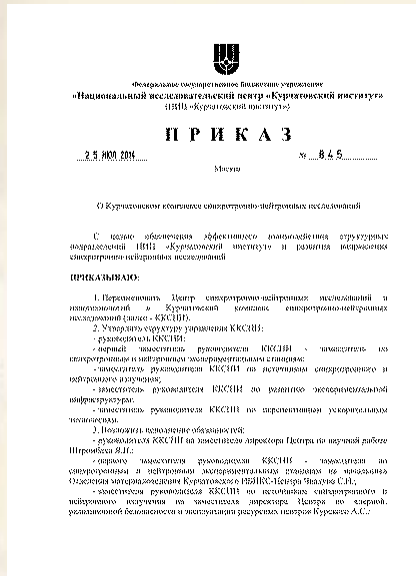 Федеральное государственное бюджетное учреждение
«Национальный исследовательский центр «Курчатовский институт»
(НИЦ «Курчатовский институт»)
ПРИКАЗ
25 ИЮЛ 2014 № 845
Москва
О Курчатовском комплексе синхротронно-нейтронных исследований
С целью обеспечения эффективного взаимодействия структурных
подразделений НИЦ «Курчатовский институт» и развития направления
синхротронно-нейтронных исследований
ПРИКАЗЫВАЮ:
1. Переименовать Центр синхротронно-нейтронных исследований и
нанотехнологий в Курчатовский комплекс синхротронно-нейтронных
исследований (далее - ККСНИ).
2. Утвердить структуру управления ККСНИ:
- руководитель ККСНИ;
- первый заместитель руководителя ККСНИ - заместитель по
синхротронным и нейтронным экспериментальным станциям;
- заместитель руководителя ККСНИ по источникам синхротронного и
нейтронного излучения;
- заместитель руководителя ККСНИ по развитию экспериментальной
инфраструктуры;
- заместитель руководителя ККСНИ по перспективным ускорительным
технологиям.
3. Возложить исполнение обязанностей:
- руководителя ККСНИ на заместителя директора Центра по научной работе
Штромбаха Я.И.;
- первого заместителя руководителя ККСНИ - заместителя по
синхротронным и нейтронным экспериментальным станциям на начальника
Отделения материаловедения Курчатовского НБИКС-Центра С.Н.;
- заместителя руководителя ККСНИ по источникам синхротронного и
нейтронного излучения на заместителя директора Центра по ядерной,
радиационной безопасности и эксплуатации ресурсных центров Курского А.С.;